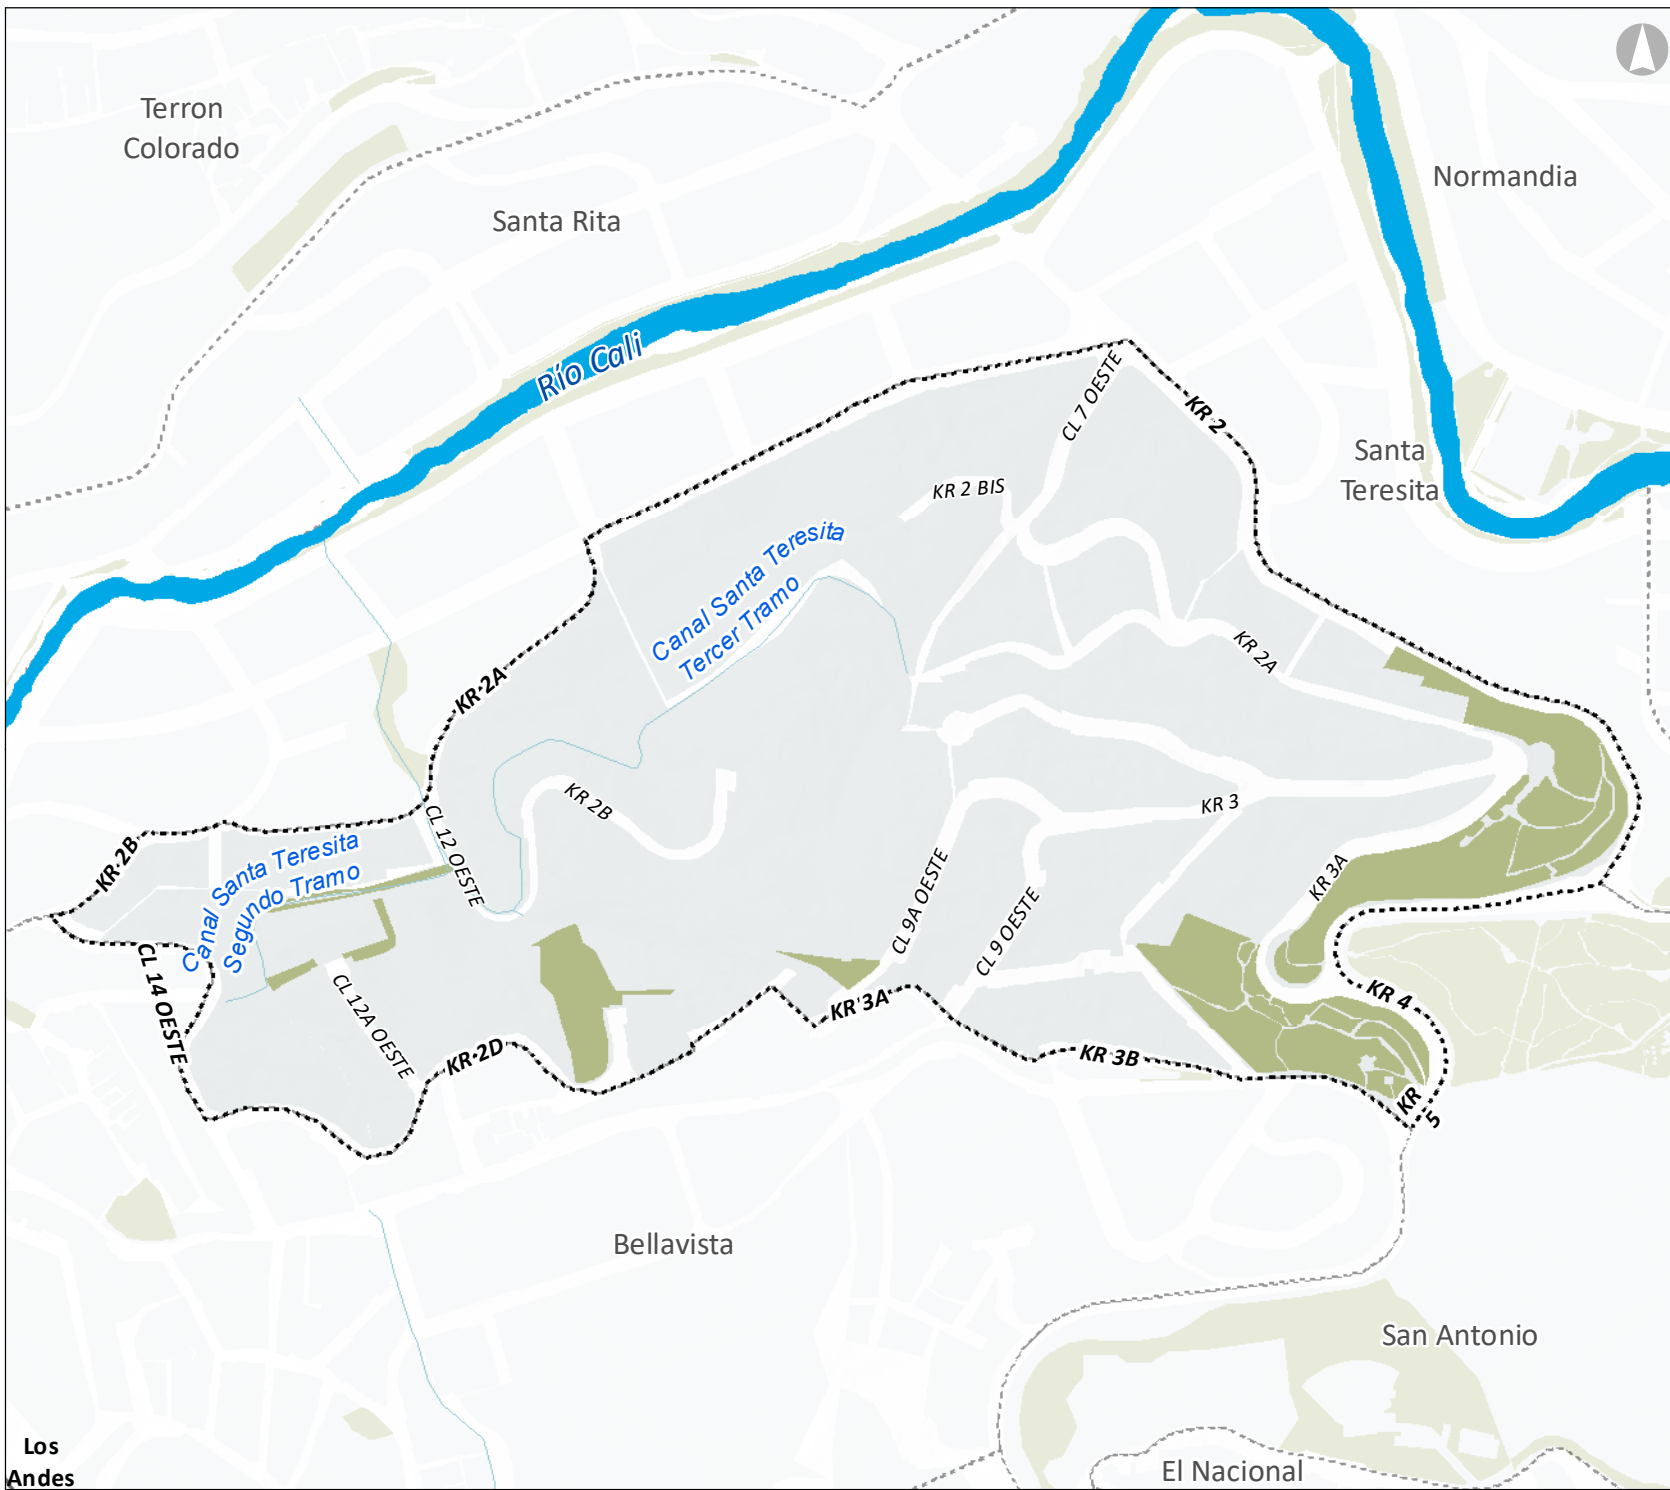 Terron
Colorado
Normandia
Santa Rita
Río Cali
CL 7 OESTE
KR 2
Santa
Teresita
KR 2 BIS
Canal Santa Teresita
Tercer Tramo
KR 2A
KR 2A
KR 2B
KR 3
CL 12 OESTE
KR 2B
Canal Santa Teresita
Segundo Tramo
KR 3A
CL 9A OESTE
CL 9 OESTE
CL 14 OESTE
CL 12A OESTE
KR 4
KR 3A
KR 2D
KR 3B
KR
5
Bellavista
San Antonio
Los
Andes
El Nacional